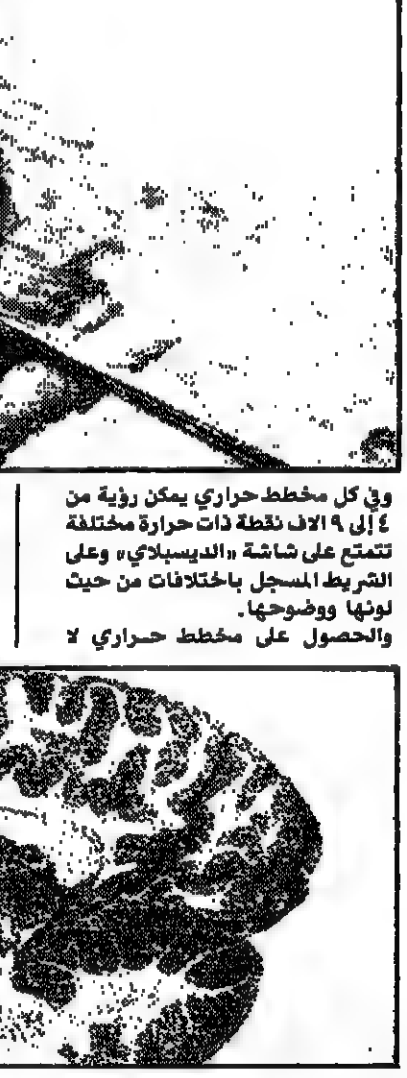 وفي كل مخطط حراري يمكن رؤية من
٤ إلى ٩ الاف نقطة ذات حرارة مختلفة
تتمتع على شاشة «الديسبلاي» وعلى
الشريط المسجل باختلافات من حيث
لونها ووضوحها.
والحصول على مخطط حراري لا